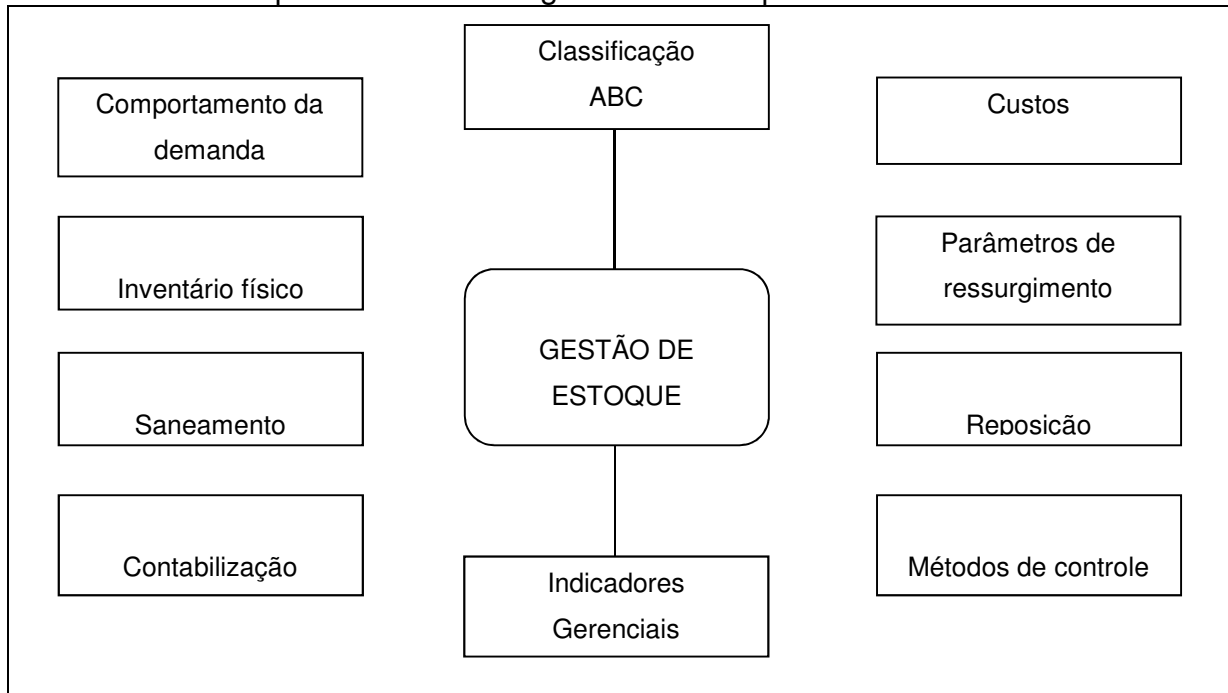 Classificação
ABC
Comportamento da
demanda
Custos
Inventário físico
Parâmetros de
ressurgimento
GESTÃO DE
ESTOQUE
Saneamento
Reposição
Contabilização
Indicadores
Gerenciais
Métodos de controle